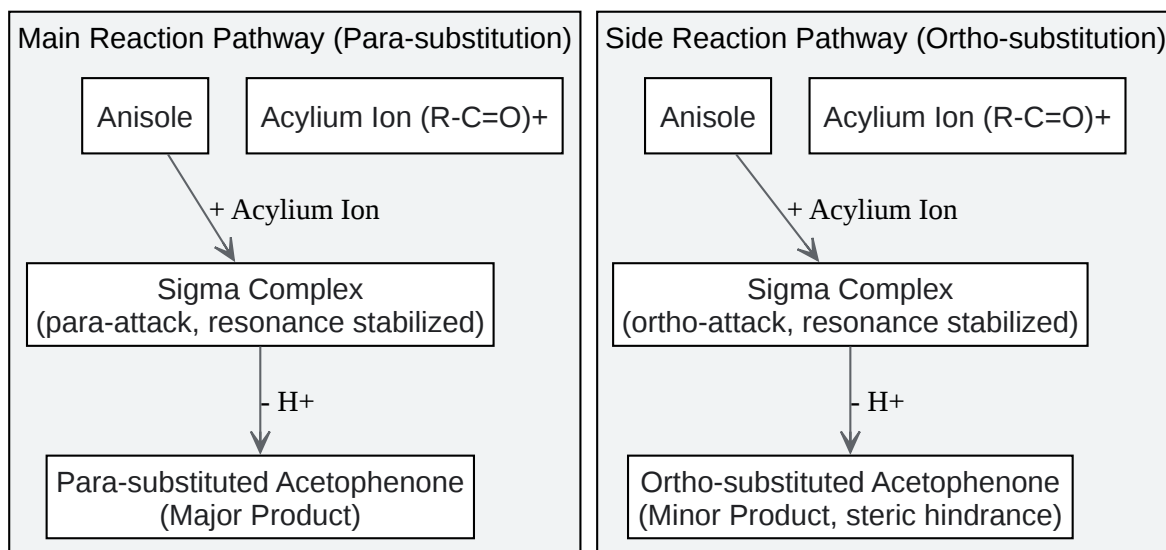 Main Reaction Pathway (Para-substitution)
Anisole
Acylium Ion (R-C=O)+
+ Acylium Ion
Sigma Complex
(para-attack, resonance stabilized)
- H+
Para-substituted Acetophenone
(Major Product)
Side Reaction Pathway (Ortho-substitution)
Anisole
Acylium Ion (R-C=O)+
+ Acylium Ion
Sigma Complex
(ortho-attack, resonance stabilized)
- H+
Ortho-substituted Acetophenone
(Minor Product, steric hindrance)